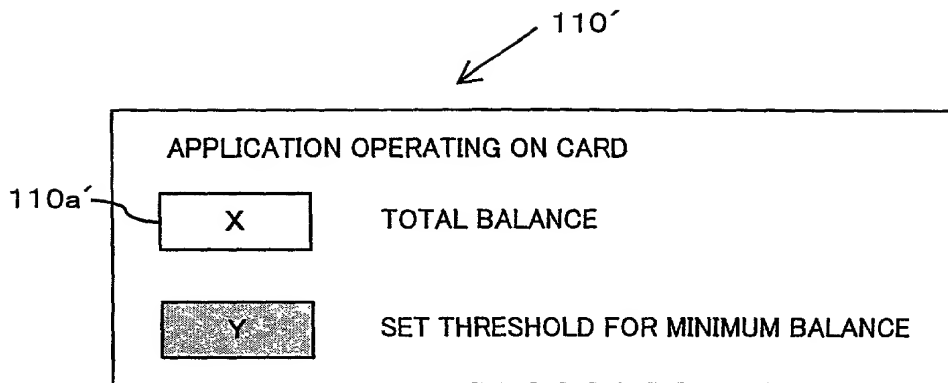 110´
APPLICATION OPERATING ON CARD
110a´
X TOTAL BALANCE
Y SET THRESHOLD FOR MINIMUM BALANCE